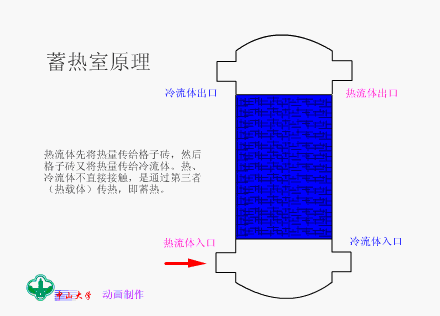 蓄热室原理
冷流体出口
热流体出口
热流体先将热量传给格子砖，然后
格子砖又将热量传给冷流体。热、
冷流体不直接接触，是通过第三者
（热载体）传热，即蓄热。
热流体入口
冷流体入口
中山大学 动画制作